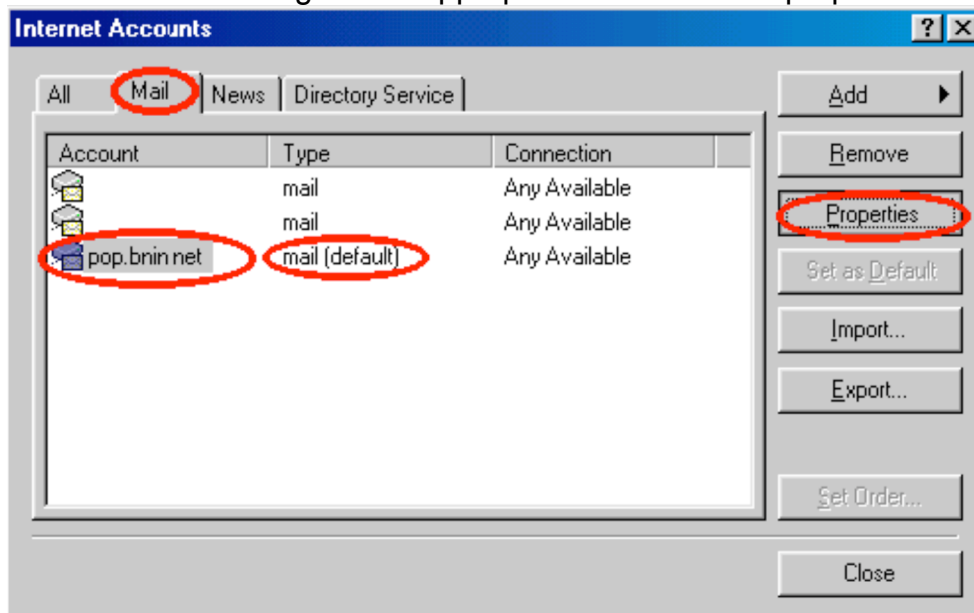 Internet Accounts
All Mail News Directory Service
Add
Account Type Connection
Remove
mail Any Available
mail Any Available
Properties
pop.bnin net mail (default) Any Available
Set as Default
Import...
Export...
Set Order...
Close